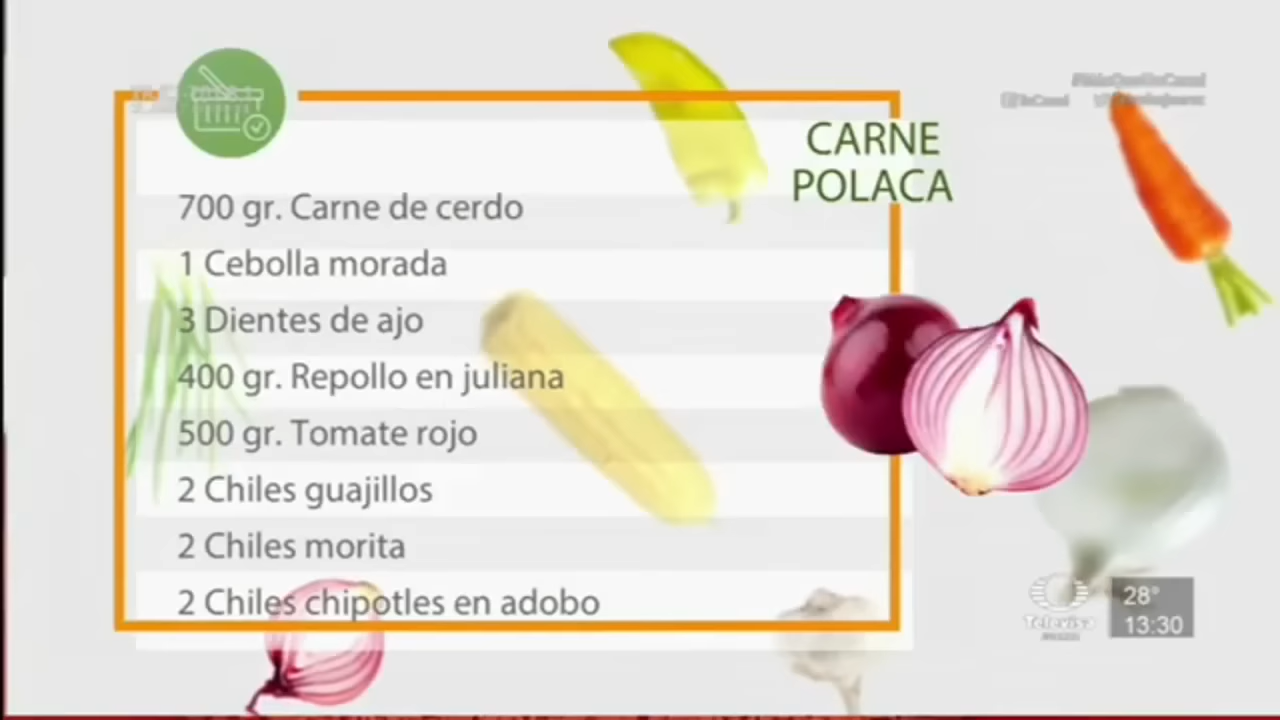 CARNE
POLACA
700 gr. Carne de cerdo
1 Cebolla morada
3 Dientes de ajo
400 gr. Repollo en juliana
500 gr. Tomate rojo
2 Chiles guajillos
2 Chiles morita
2 Chiles chipotles en adobo
Televisa
28°
13:30